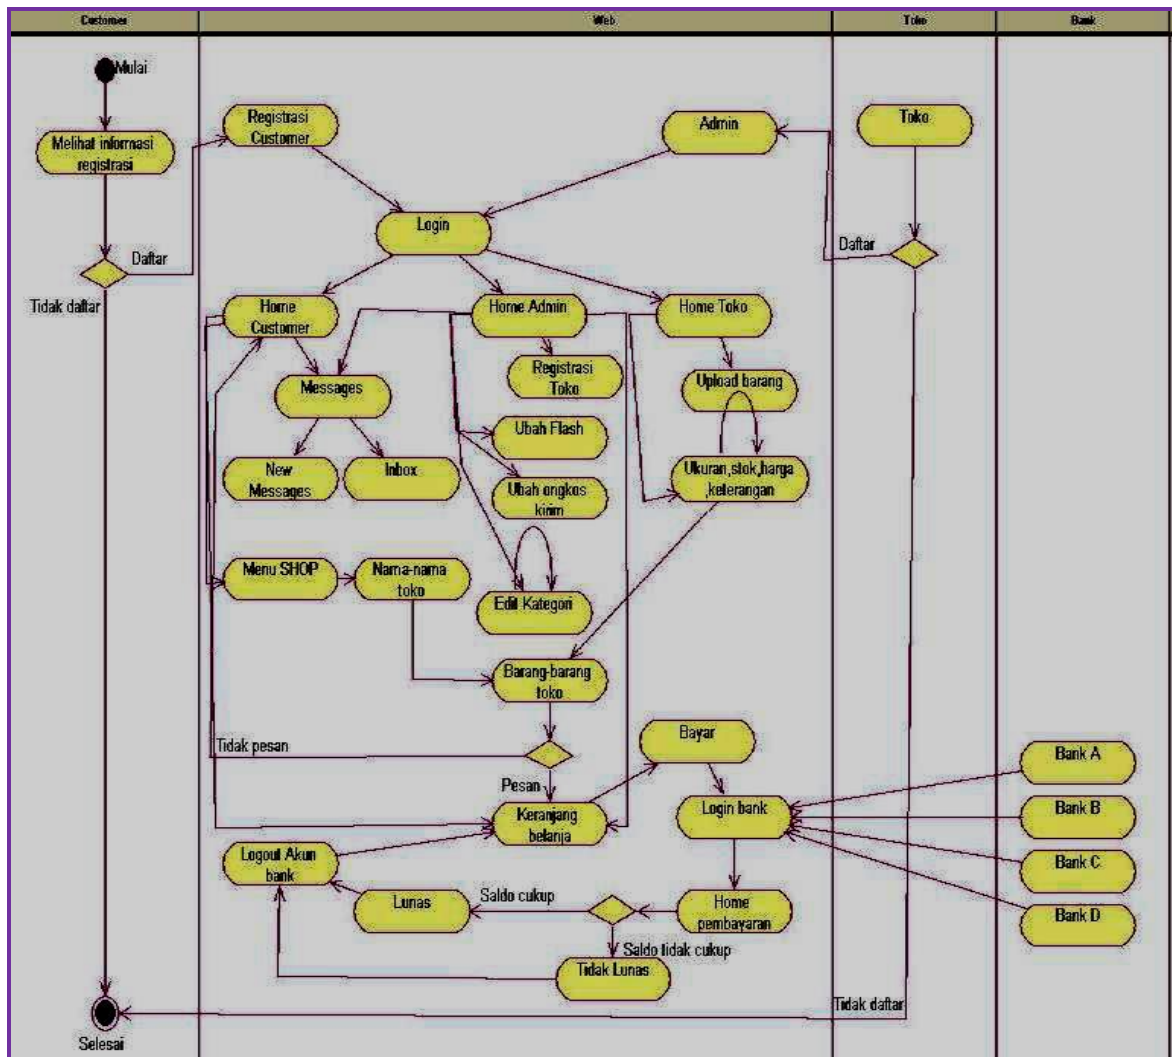 Customer
Web
Toko
Bank
Mulai
Melihat informasi
registrasi
Registrasi
Customer
Admin
Toko
Login
Daftar
Daftar
Tidak daftar
Home
Customer
Home Admin
Home Toko
Messages
Registrasi
Toko
Upload barang
Ubah Flash
New
Messages
Inbox
Ubah ongkos
kirim
Ukuran,stok,harga
,keterangan
Menu SHOP
Nama-nama
toko
Edit Kategori
Barang-barang
toko
Tidak pesan
Bayar
Pesan
Bank A
Keranjang
belanja
Login bank
Bank B
Logout Akun
bank
Bank C
Lunas
Saldo cukup
Home
pembayaran
Bank D
Saldo tidak cukup
Tidak Lunas
Tidak daftar
Selesai